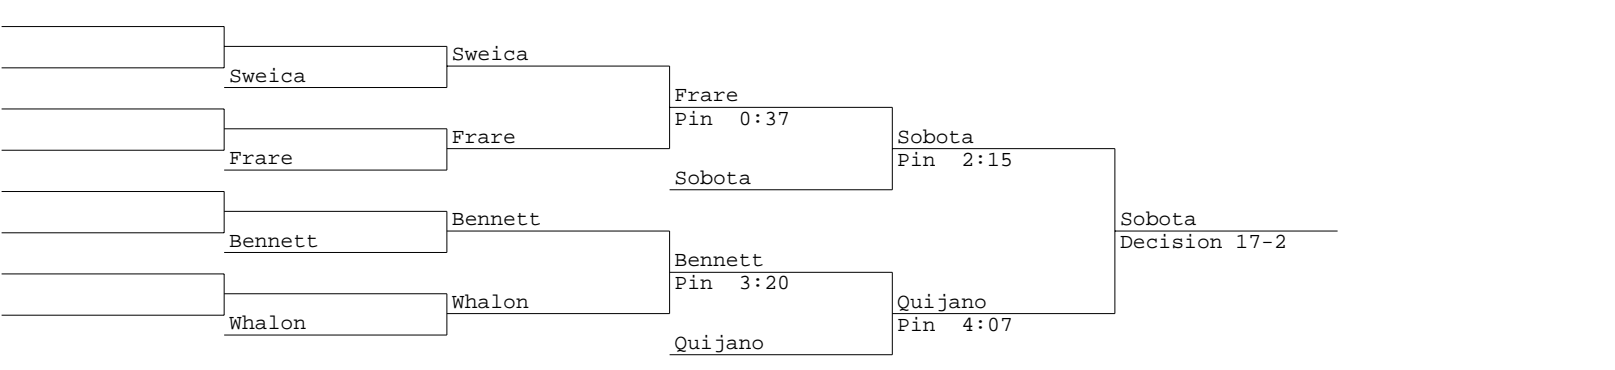 Sweica
Sweica
Frare
Pin 0:37
Frare
Sobota
Frare
Pin 2:15
Sobota
Bennett
Sobota
Bennett
Decision 17-2
Bennett
Pin 3:20
Whalon
Quijano
Whalon
Pin 4:07
Quijano